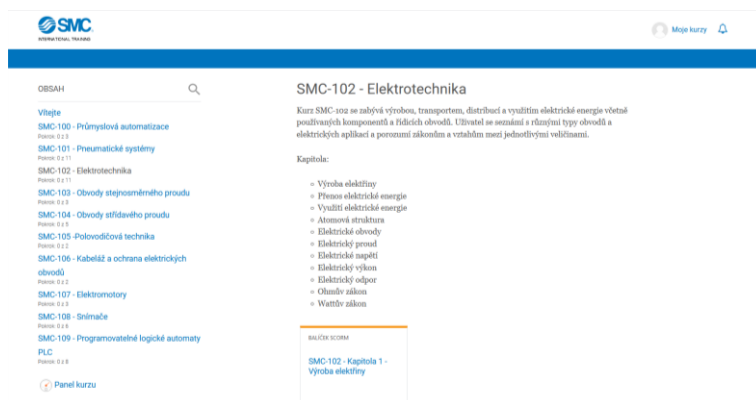 SMC
INTERNATIONAL TRAINING
Moje kurzy
OBSAH
Vítejte
SMC-100 - Průmyslová automatizace
Pokrok: 0 z 3
SMC-101 - Pneumatické systémy
Pokrok: 0 z 11
SMC-102 - Elektrotechnika
Pokrok: 0 z 11
SMC-103 - Obvody stejnosměrného proudu
Pokrok: 0 z 3
SMC-104 - Obvody střídavého proudu
Pokrok: 0 z 5
SMC-105 -Polovodičová technika
Pokrok: 0 z 2
SMC-106 - Kabeláž a ochrana elektrických
obvodů
Pokrok: 0 z 2
SMC-107 - Elektromotory
Pokrok: 0 z 3
SMC-108 - Snímače
Pokrok: 0 z 6
SMC-109 - Programovatelné logické automaty
PLC
Pokrok: 0 z 8
Panel kurzu
SMC-102 - Elektrotechnika
Kurz SMC-102 se zabývá výrobou, transportem, distribucí a využitím elektrické energie včetně
používaných komponentů a řídicích obvodů. Uživatel se seznámí s různými typy obvodů a
elektrických aplikací a porozumí zákonům a vztahům mezi jednotlivými veličinami.
Kapitola:
Výroba elektřiny
Přenos elektrické energie
Využití elektrické energie
Atomová struktura
Elektrické obvody
Elektrický proud
Elektrické napětí
Elektrický výkon
Elektrický odpor
Ohmův zákon
Wattův zákon
BALÍČEK SCORM
SMC-102 - Kapitola 1 -
Výroba elektřiny